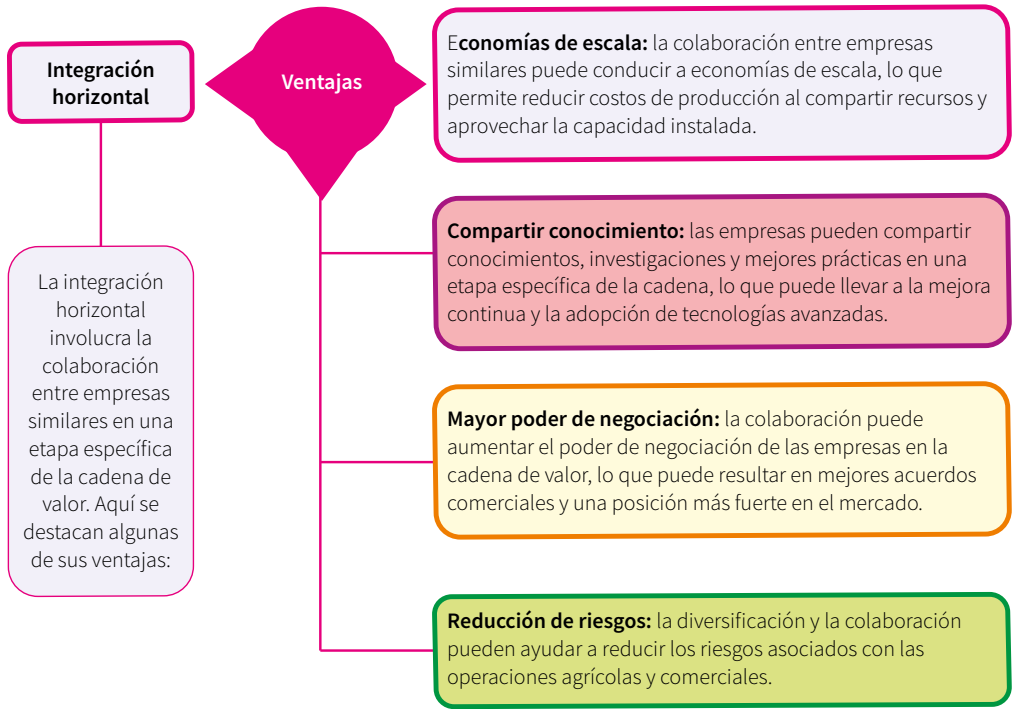 Integración
horizontal
La integración
horizontal
involucra la
colaboración
entre empresas
similares en una
etapa específica
de la cadena de
valor. Aquí se
destacan algunas
de sus ventajas:
Ventajas
Economías de escala: la colaboración entre empresas
similares puede conducir a economías de escala, lo que
permite reducir costos de producción al compartir recursos y
aprovechar la capacidad instalada.
Compartir conocimiento: las empresas pueden compartir
conocimientos, investigaciones y mejores prácticas en una
etapa específica de la cadena, lo que puede llevar a la mejora
continua y la adopción de tecnologías avanzadas.
Mayor poder de negociación: la colaboración puede
aumentar el poder de negociación de las empresas en la
cadena de valor, lo que puede resultar en mejores acuerdos
comerciales y una posición más fuerte en el mercado.
Reducción de riesgos: la diversificación y la colaboración
pueden ayudar a reducir los riesgos asociados con las
operaciones agrícolas y comerciales.